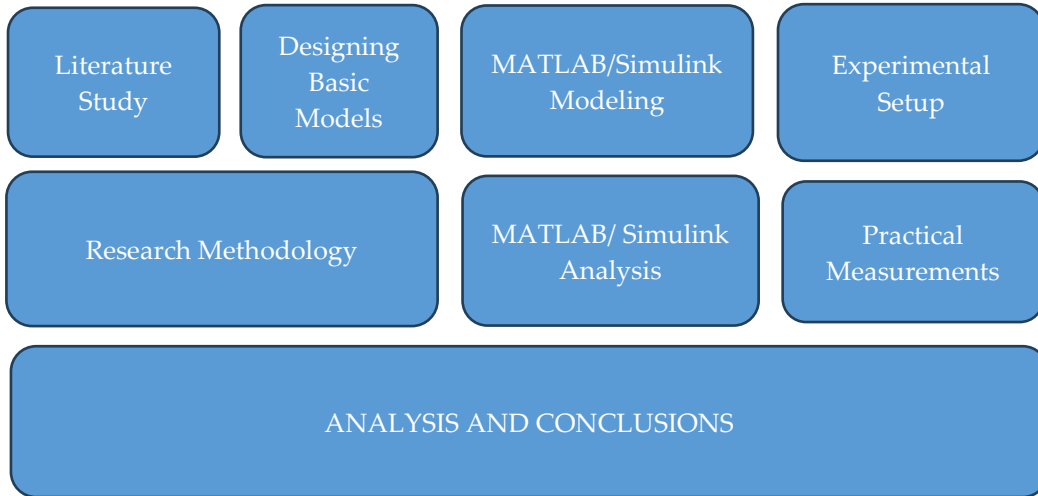 Literature
Study
Designing
Basic
Models
MATLAB/Simulink
Modeling
Experimental
Setup
Research Methodology
MATLAB/ Simulink
Analysis
Practical
Measurements
ANALYSIS AND CONCLUSIONS